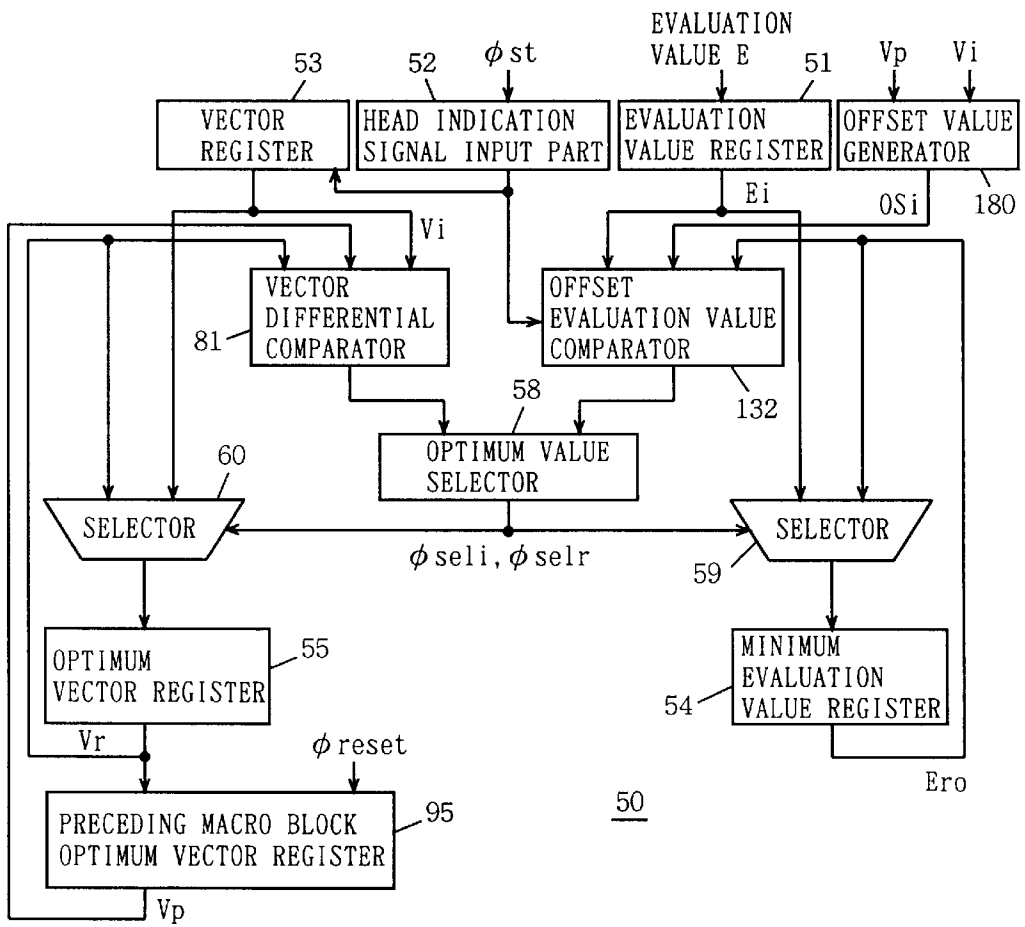 EVALUATION
VALUE E
φst
Vp
Vi
53
52
51
VECTOR
REGISTER
HEAD INDICATION
SIGNAL INPUT PART
EVALUATION
VALUE REGISTER
OFFSET VALUE
GENERATOR
180
Vi
Ei
OSi
VECTOR
DIFFERENTIAL
COMPARATOR
81
OFFSET
EVALUATION VALUE
COMPARATOR
132
58
OPTIMUM VALUE
SELECTOR
60
SELECTOR
φseli, φselr
SELECTOR
59
OPTIMUM
VECTOR REGISTER
55
MINIMUM
EVALUATION
VALUE REGISTER
54
Vr
φreset
Ero
PRECEDING MACRO BLOCK
OPTIMUM VECTOR REGISTER
95
50
Vp